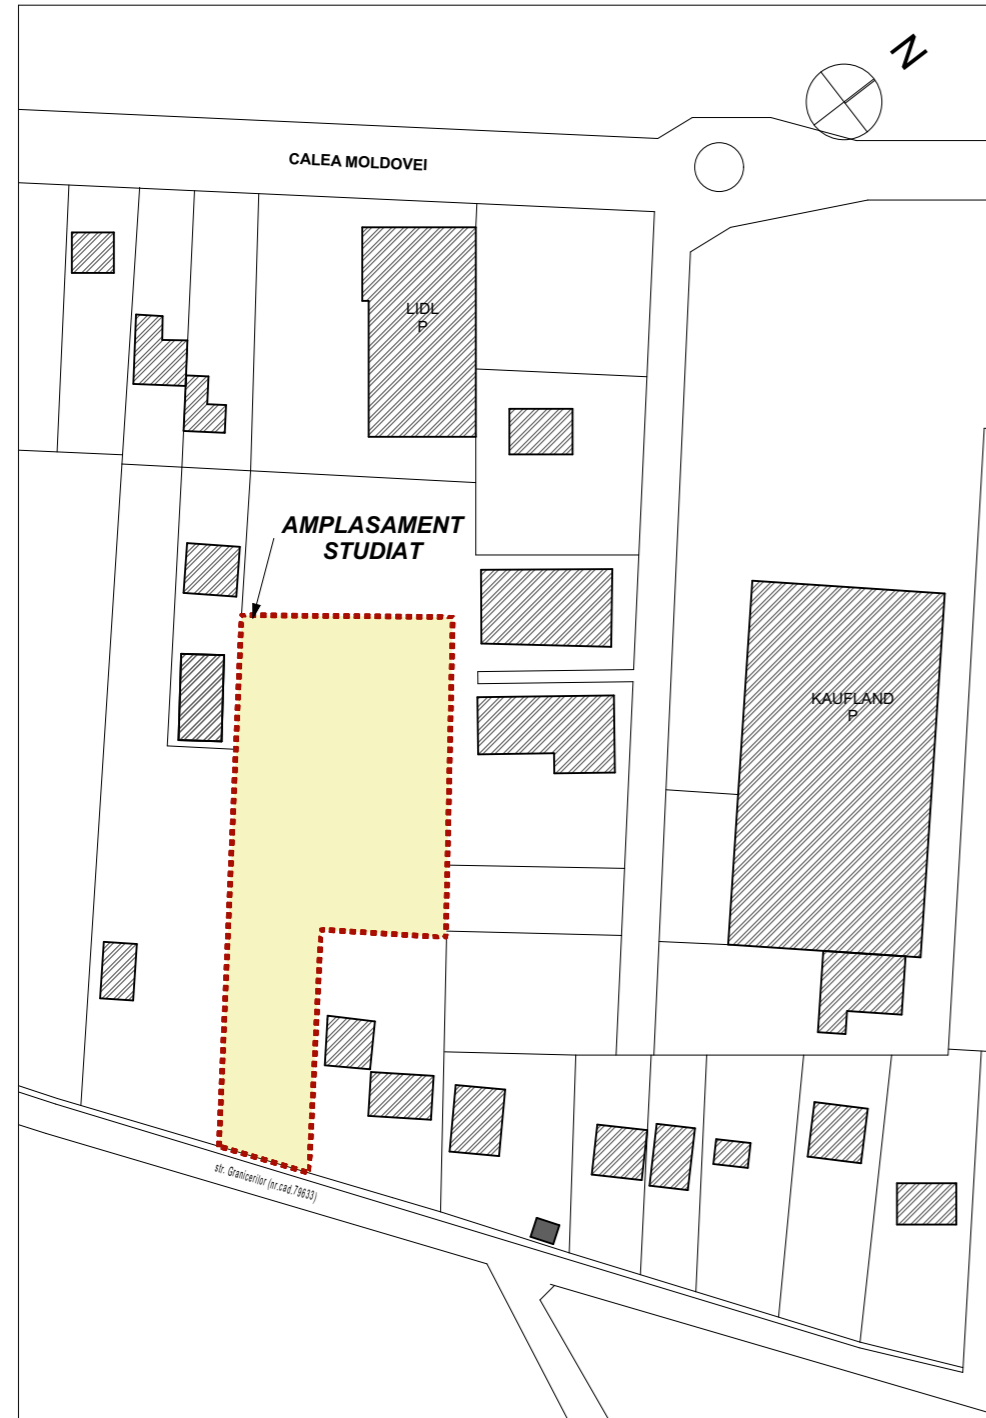 N
CALEA MOLDOVEI
LIDL
P
AMPLASAMENT
STUDIAT
KAUFLAND
P
str. Granicerilor (nr.cad.79633)